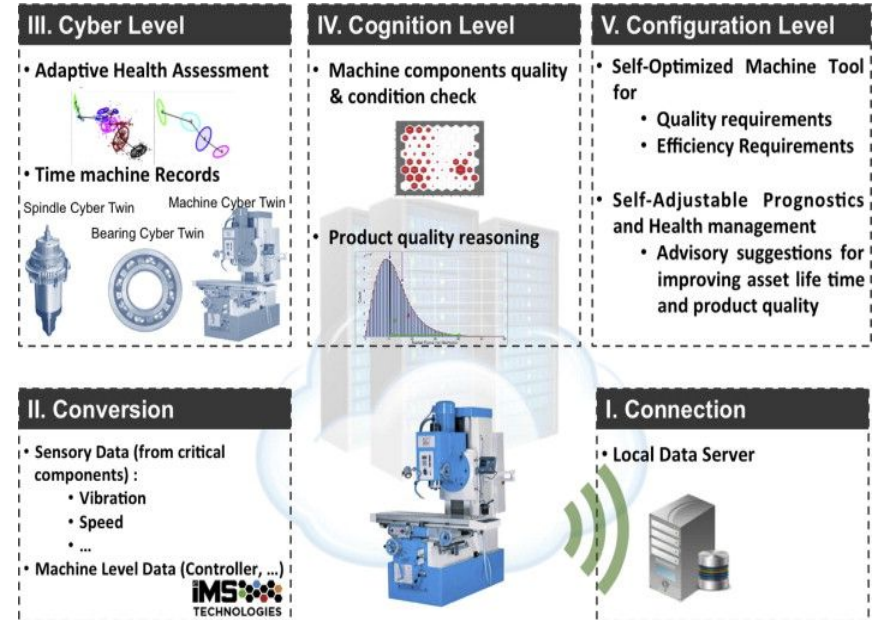 III. Cyber Level
• Adaptive Health Assessment
• Time machine Records
Spindle Cyber Twin
Machine Cyber Twin
Bearing Cyber Twin
IV. Cognition Level
• Machine components quality
& condition check
• Product quality reasoning
V. Configuration Level
• Self-Optimized Machine Tool
for
• Quality requirements
• Efficiency Requirements
• Self-Adjustable Prognostics
and Health management
• Advisory suggestions for
improving asset life time
and product quality
II. Conversion
• Sensory Data (from critical
components) :
• Vibration
• Speed
• ...
• Machine Level Data (Controller, ...)
iMS
TECHNOLOGIES
I. Connection
• Local Data Server